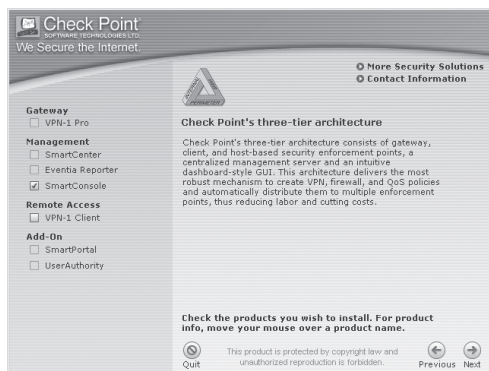 Check Point
SOFTWARE TECHNOLOGIES LTD.
We Secure the Internet.
More Security Solutions
Contact Information
Gateway
VPN-1 Pro
Management
SmartCenter
Eventia Reporter
SmartConsole
Remote Access
VPN-1 Client
Add-On
SmartPortal
UserAuthority
PERIMETER
Check Point's three-tier architecture
Check Point's three-tier architecture consists of gateway,
client, and host-based security enforcement points, a
centralized management server and an intuitive
dashboard-style GUI. This architecture delivers the most
robust mechanism to create VPN, firewall, and QoS policies
and automatically distribute them to multiple enforcement
points, thus reducing labor and cutting costs.
Check the products you wish to install. For product
info, move your mouse over a product name.
Quit
This product is protected by copyright law and
unauthorized reproduction is forbidden.
Previous
Next